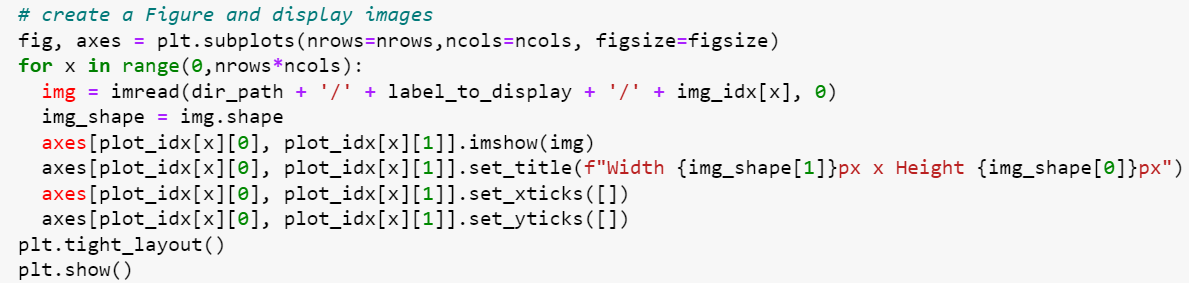 # create a Figure and display images
fig, axes = plt.subplots(nrows=nrows,ncols=ncols, figsize=figsize)
for x in range(0,nrows*ncols):
  img = imread(dir_path + '/' + label_to_display + '/' + img_idx[x], 0)
  img_shape = img.shape
  axes[plot_idx[x][0], plot_idx[x][1]].imshow(img)
  axes[plot_idx[x][0], plot_idx[x][1]].set_title(f"Width {img_shape[1]}px x Height {img_shape[0]}px")
  axes[plot_idx[x][0], plot_idx[x][1]].set_xticks([])
  axes[plot_idx[x][0], plot_idx[x][1]].set_yticks([])
plt.tight_layout()
plt.show()